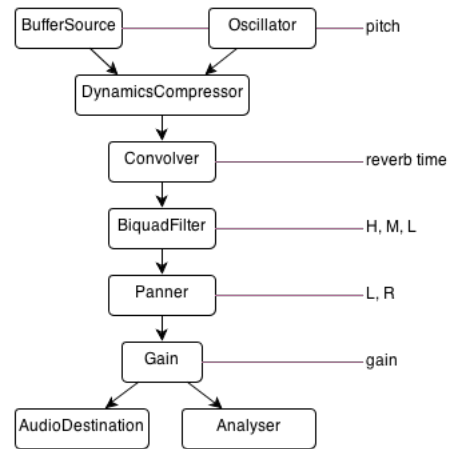 BufferSource
Oscillator
pitch
DynamicsCompressor
Convolver
reverb time
BiquadFilter
H, M, L
Panner
L, R
Gain
gain
AudioDestination
Analyser